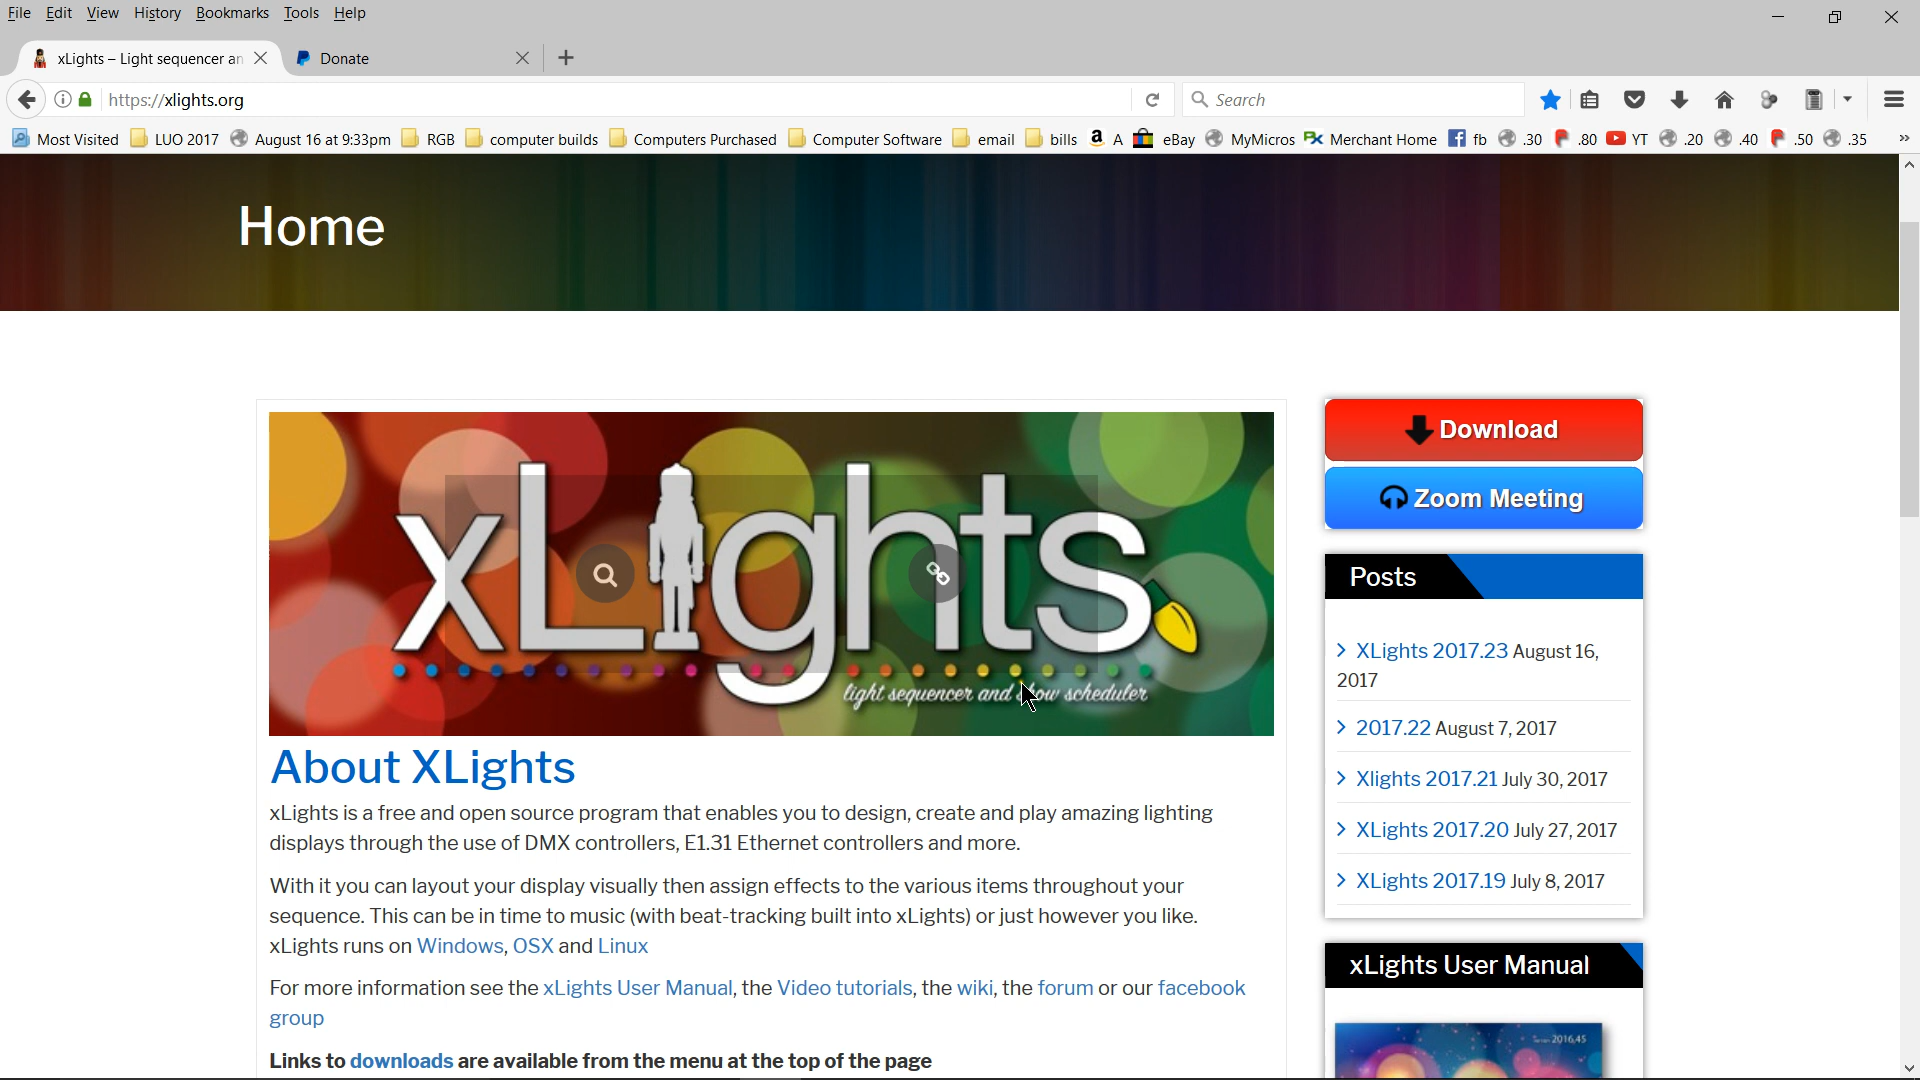 File Edit View History Bookmarks Tools Help
xLights – Light sequencer an
Donate
https://xlights.org
Search
Most Visited LUO 2017 August 16 at 9:33pm RGB computer builds Computers Purchased Computer Software email bills A eBay MyMicros Merchant Home fb .30 .80 YT .20 .40 .50 .35 »
Home
xLights
light sequencer and show scheduler
About XLights
xLights is a free and open source program that enables you to design, create and play amazing lighting
displays through the use of DMX controllers, E1.31 Ethernet controllers and more.
With it you can layout your display visually then assign effects to the various items throughout your
sequence. This can be in time to music (with beat-tracking built into xLights) or just however you like.
xLights runs on Windows, OSX and Linux
For more information see the xLights User Manual, the Video tutorials, the wiki, the forum or our facebook
group
Links to downloads are available from the menu at the top of the page
Download
Zoom Meeting
Posts
XLights 2017.23 August 16,
2017
2017.22 August 7, 2017
Xlights 2017.21 July 30, 2017
XLights 2017.20 July 27, 2017
XLights 2017.19 July 8, 2017
xLights User Manual
2016.45